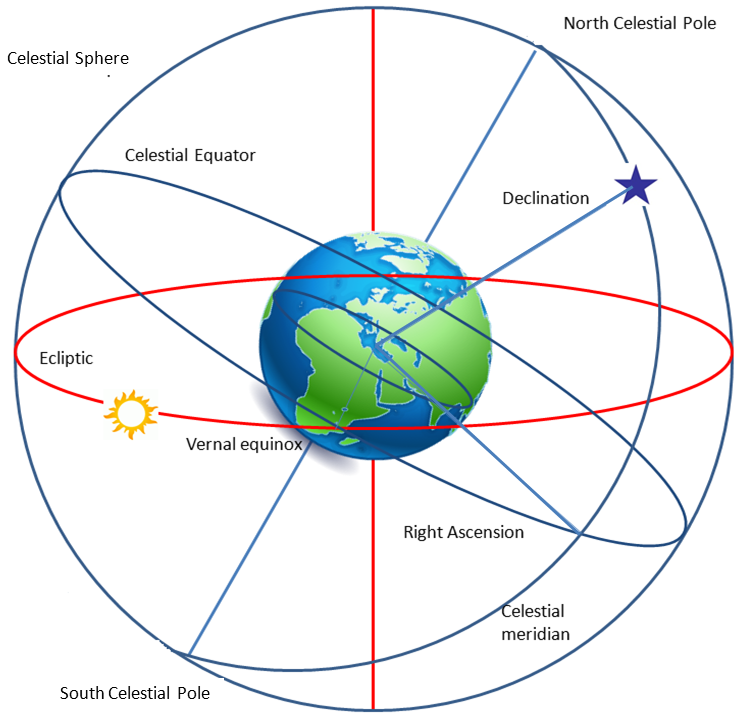 North Celestial Pole
Celestial Sphere
Celestial Equator
Declination
Ecliptic
Vernal equinox
Right Ascension
Celestial
meridian
South Celestial Pole